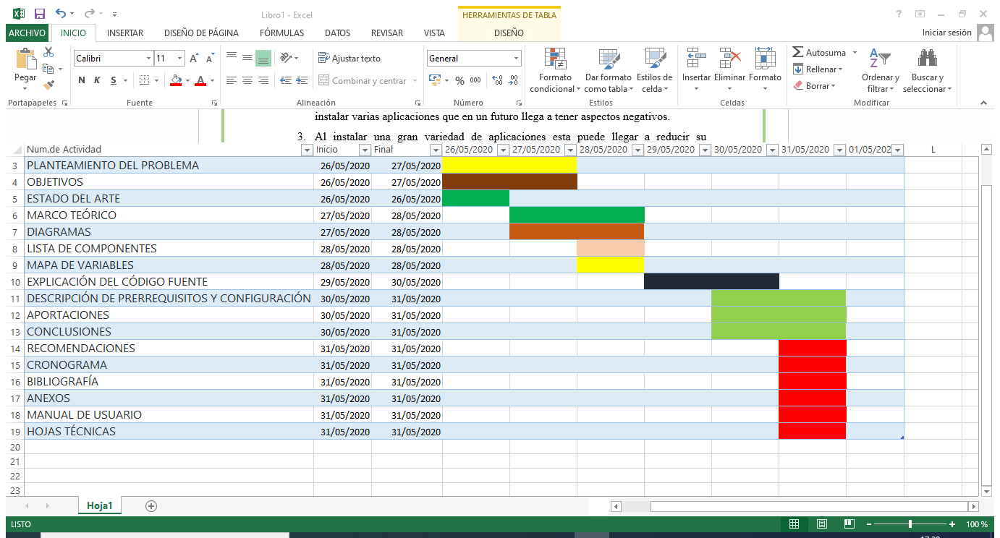 Libro1 - Excel
HERRAMIENTAS DE TABLA
?
ARCHIVO INICIO INSERTAR DISEÑO DE PÁGINA FÓRMULAS DATOS REVISAR VISTA DISEÑO Iniciar sesión
Pegar
Calibri 11
N K S
Ajustar texto
Combinar y centrar
General
% 000
Formato condicional
Dar formato como tabla
Estilos de celda
Insertar Eliminar Formato
Autosuma
Rellenar
Borrar
Ordenar y filtrar
Buscar y seleccionar
Portapapeles Fuente Alineación Número Estilos Celdas Modificar
instalar varias aplicaciones que en un futuro llega a tener aspectos negativos.
3. Al instalar una gran variedad de aplicaciones esta puede llegar a reducir su
Num.de Actividad Inicio Final 26/05/2020 27/05/2020 28/05/2020 29/05/2020 30/05/2020 31/05/2020 01/05/202 L
3 PLANTEAMIENTO DEL PROBLEMA 26/05/2020 27/05/2020
4 OBJETIVOS 26/05/2020 27/05/2020
5 ESTADO DEL ARTE 26/05/2020 26/05/2020
6 MARCO TEÓRICO 27/05/2020 28/05/2020
7 DIAGRAMAS 27/05/2020 28/05/2020
8 LISTA DE COMPONENTES 28/05/2020 28/05/2020
9 MAPA DE VARIABLES 28/05/2020 28/05/2020
10 EXPLICACIÓN DEL CÓDIGO FUENTE 29/05/2020 30/05/2020
11 DESCRIPCIÓN DE PRERREQUISITOS Y CONFIGURACIÓN 30/05/2020 31/05/2020
12 APORTACIONES 30/05/2020 31/05/2020
13 CONCLUSIONES 30/05/2020 31/05/2020
14 RECOMENDACIONES 31/05/2020 31/05/2020
15 CRONOGRAMA 31/05/2020 31/05/2020
16 BIBLIOGRAFÍA 31/05/2020 31/05/2020
17 ANEXOS 31/05/2020 31/05/2020
18 MANUAL DE USUARIO 31/05/2020 31/05/2020
19 HOJAS TÉCNICAS 31/05/2020 31/05/2020
20
21
22
23
Hoja1
LISTO 100 %